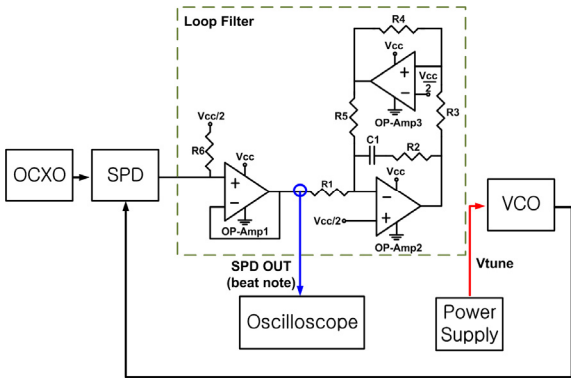 Loop Filter
R4
Vcc
Vcc
2
+
−
OP-Amp3
R5
R3
Vcc/2
R6
C1
R2
OCXO
SPD
Vcc
+
−
OP-Amp1
R1
Vcc
−
+
Vcc/2
OP-Amp2
VCO
SPD OUT
(beat note)
Vtune
Oscilloscope
Power
Supply